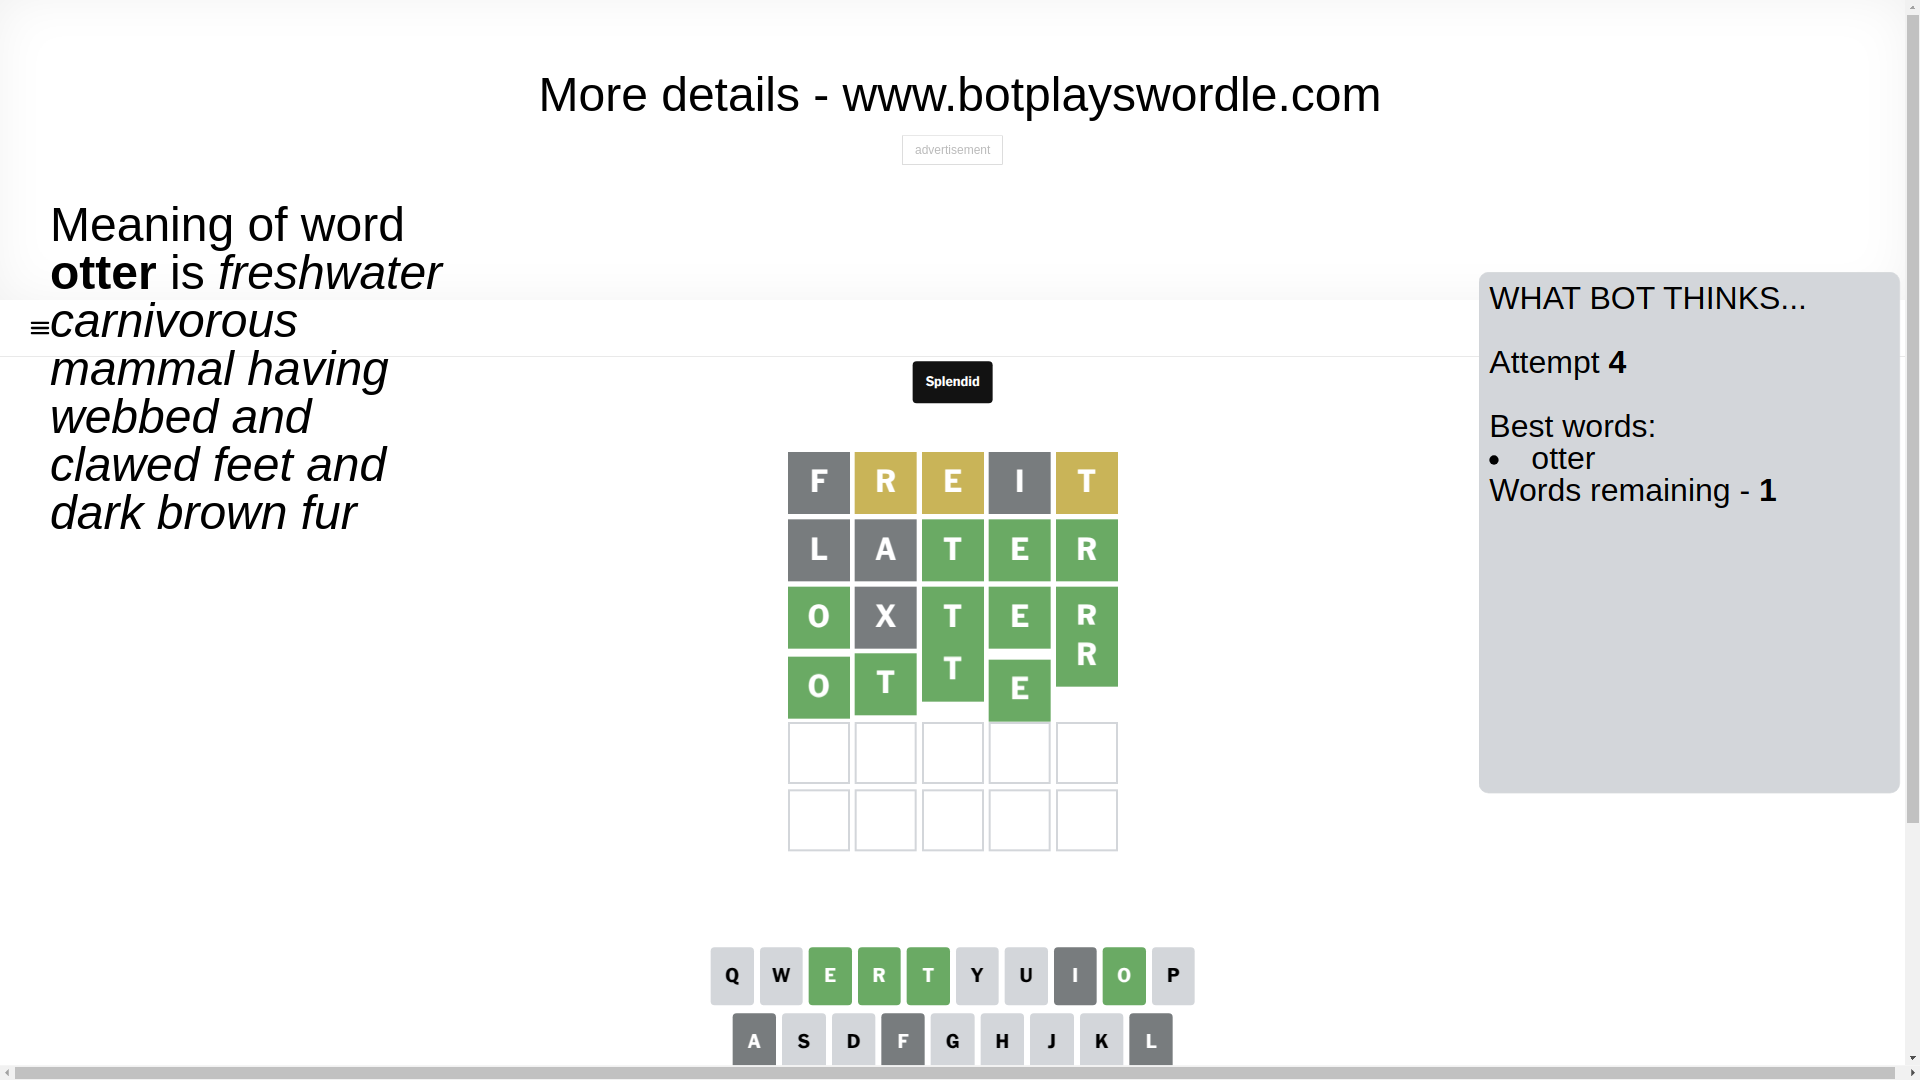 More details - www.botplayswordle.com
advertisement
Meaning of word
otter is freshwater
carnivorous
mammal having
webbed and
clawed feet and
dark brown fur
Splendid
F R E I T
L A T E R
O X T E R
O T T E R
WHAT BOT THINKS...
Attempt 4
Best words:
• otter
Words remaining - 1
Q W E R T Y U I O P
A S D F G H J K L